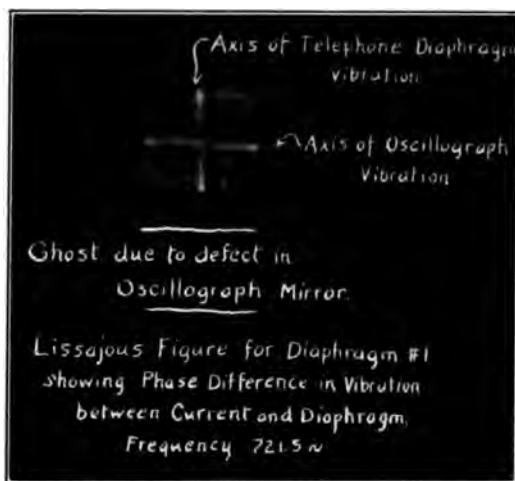 Axis of Telephone Diaphragm
Vibration
Axis of Oscillograph
Vibration
Ghost due to defect in
Oscillograph Mirror.
Lissajous Figure for Diaphragm #1
showing Phase Difference in Vibration
between Current and Diaphragm,
Frequency 721.5 ~